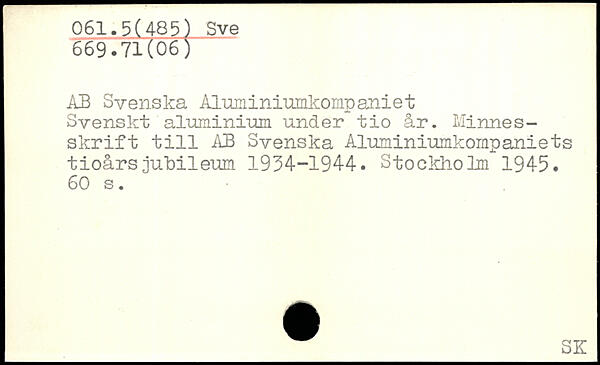 061.5(485) Sve
669.71(06)
AB Svenska Aluminiumkompaniet
Svenskt aluminium under tio år. Minnes-
skrift till AB Svenska Aluminiumkompaniets
tioårsjubileum 1934-1944. Stockholm 1945.
60 s.
SK